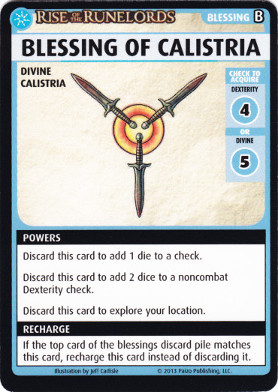 RISE OF THE RUNELORDS
BLESSING B
BLESSING OF CALISTRIA
DIVINE
CALISTRIA
CHECK TO
ACQUIRE
DEXTERITY
4
OR
DIVINE
5
POWERS
Discard this card to add 1 die to a check.
Discard this card to add 2 dice to a noncombat
Dexterity check.
Discard this card to explore your location.
RECHARGE
If the top card of the blessings discard pile matches
this card, recharge this card instead of discarding it.
Illustration by Jeff Carlisle
© 2013 Paizo Publishing, LLC.